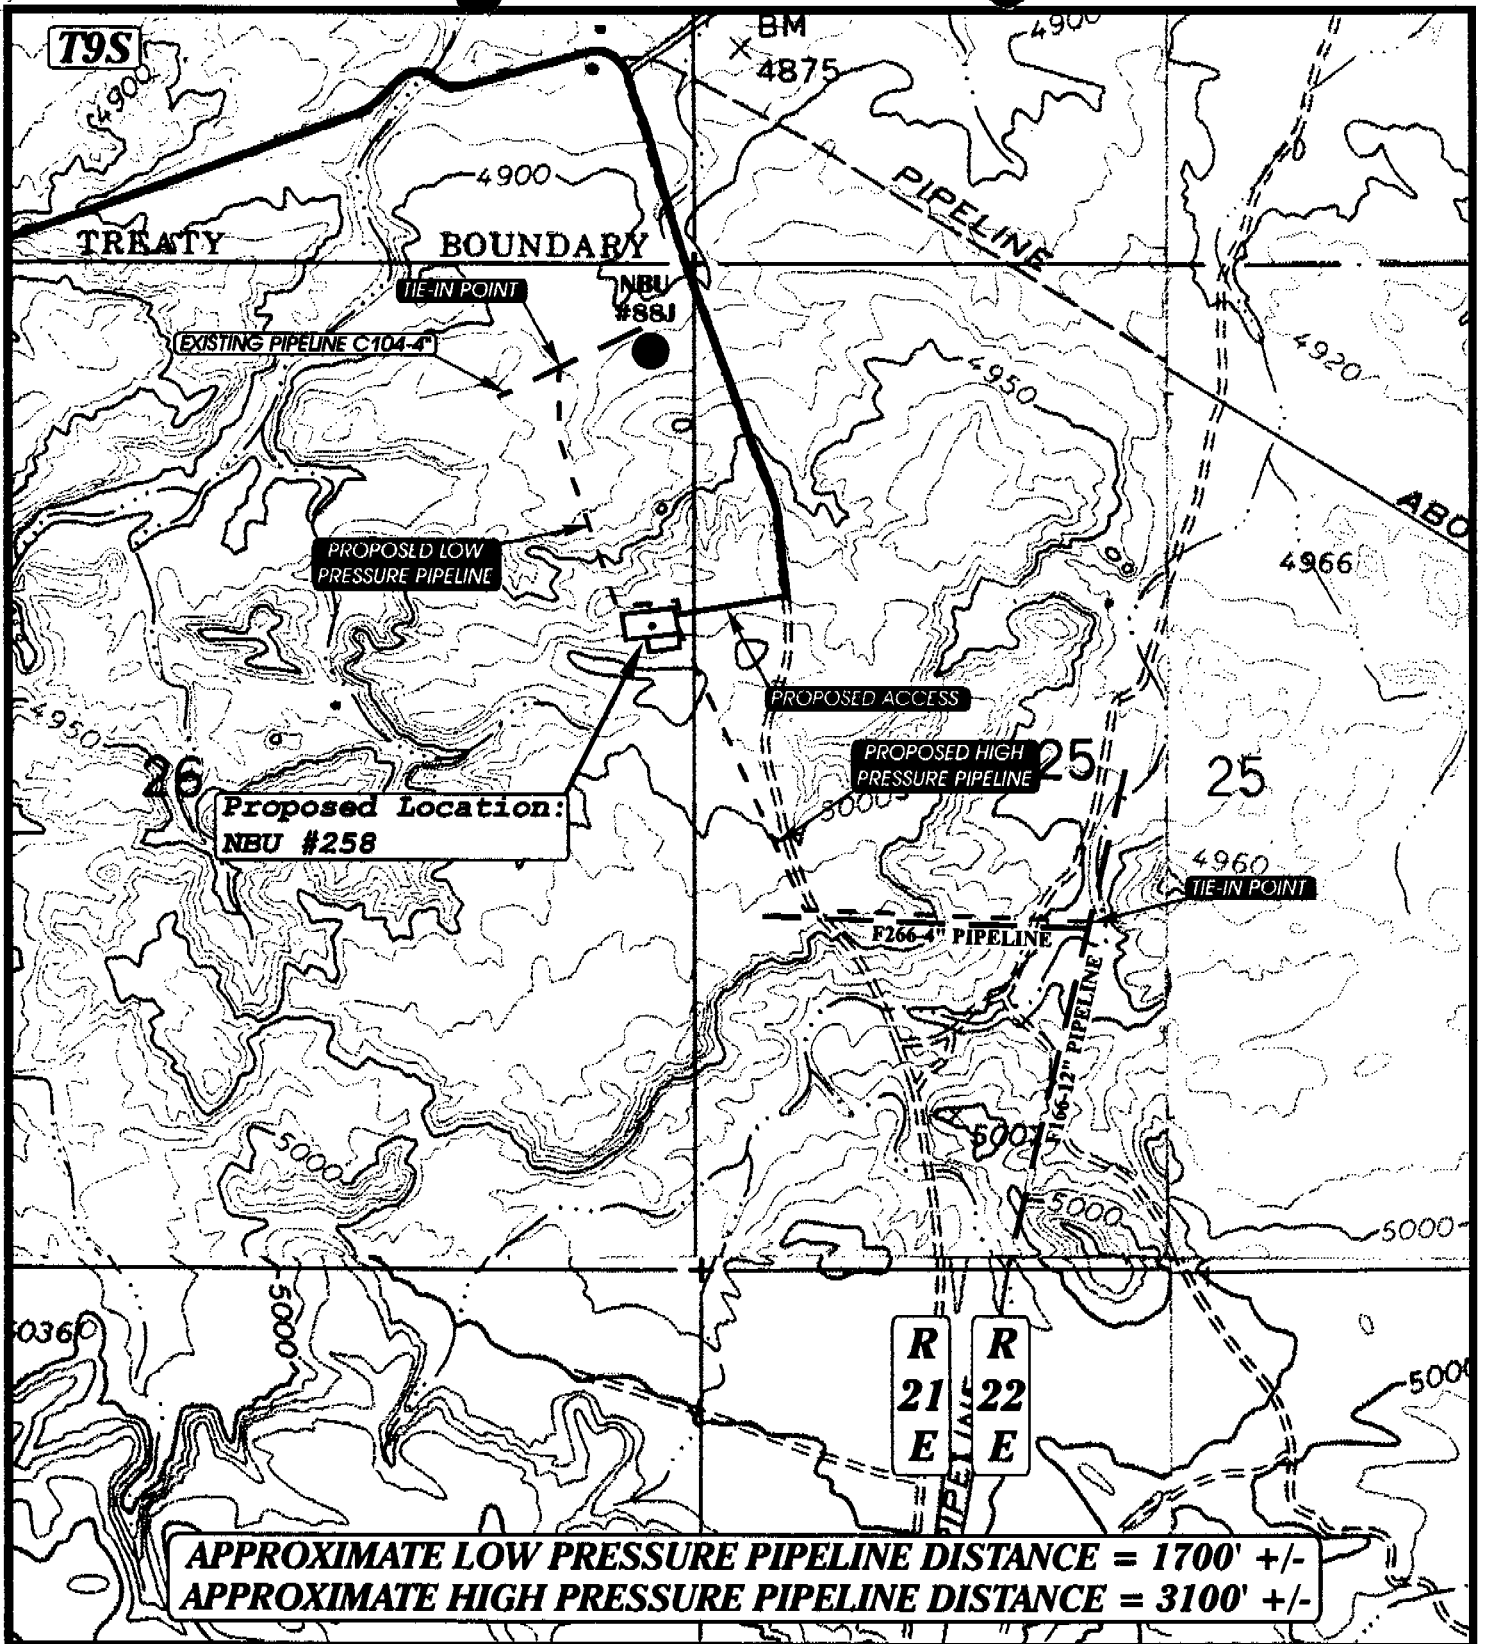 T9S
BM
4875
4900
4900
4900
TREATY BOUNDARY
PIPELINE
TIE-IN POINT
NBU
#88J
EXISTING PIPELINE C104-4"
4920
4950
ABO
4966
PROPOSED LOW
PRESSURE PIPELINE
PROPOSED ACCESS
4950
PROPOSED HIGH
PRESSURE PIPELINE
26
25
25
5000
Proposed Location:
NBU #258
4960
TIE-IN POINT
F266-4" PIPELINE
F166-12" PIPELINE
5000
5000
5000
5000
5036
5000
R
21
E
R
22
E
PIPELINE
5000
APPROXIMATE LOW PRESSURE PIPELINE DISTANCE = 1700' +/-
APPROXIMATE HIGH PRESSURE PIPELINE DISTANCE = 3100' +/-